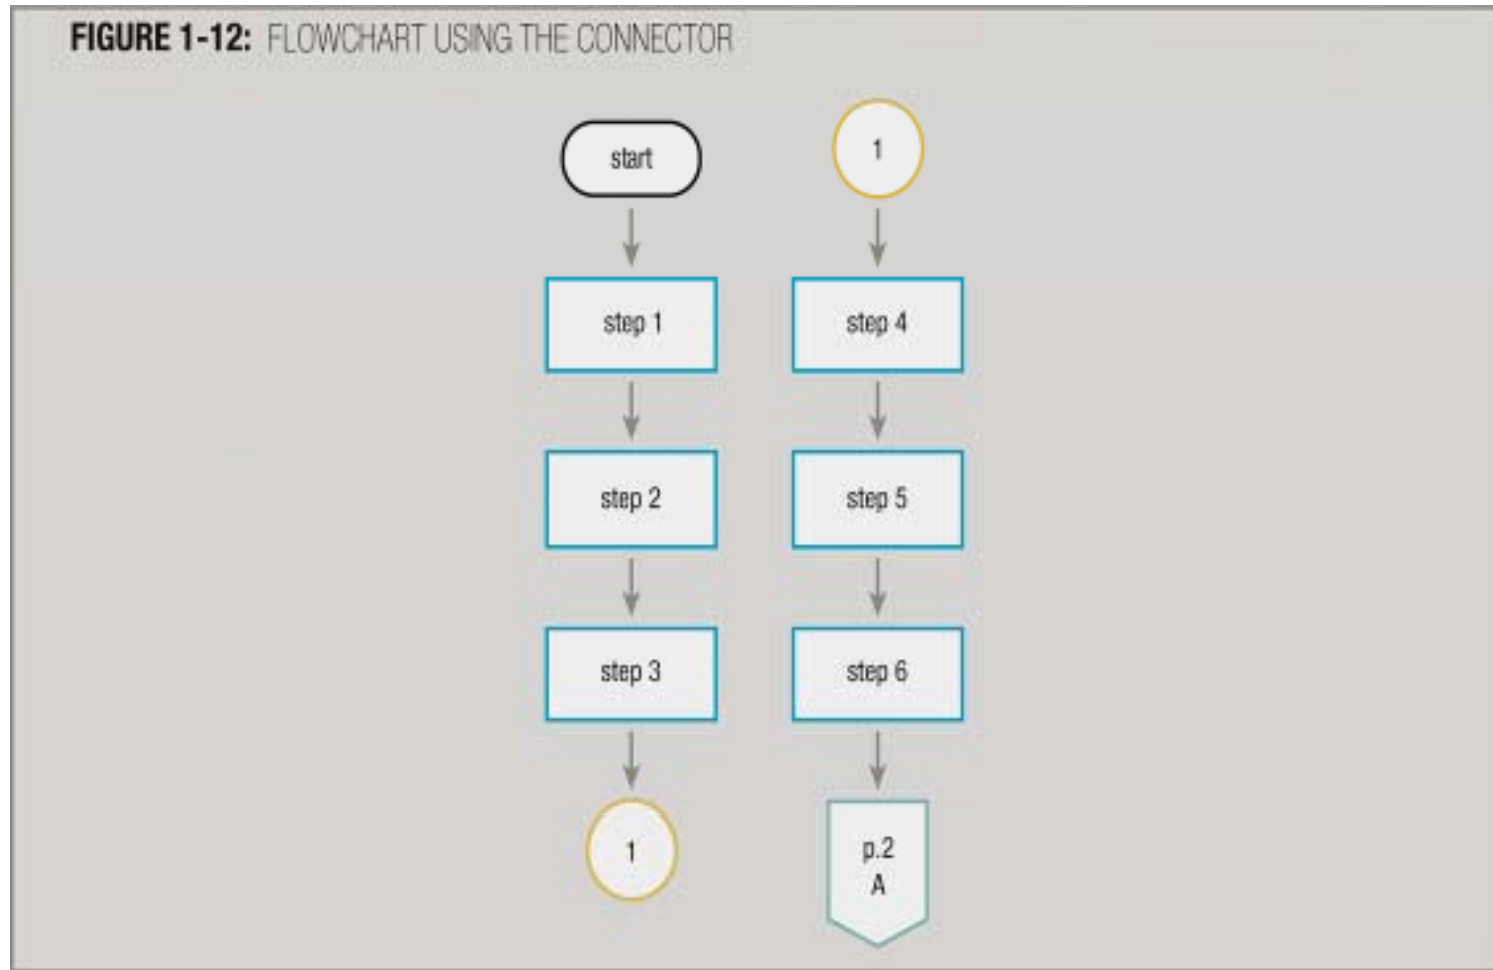 FIGURE 1-12: FLOWCHART USING THE CONNECTOR
start
step 1
step 2
step 3
1
1
step 4
step 5
step 6
p.2
A